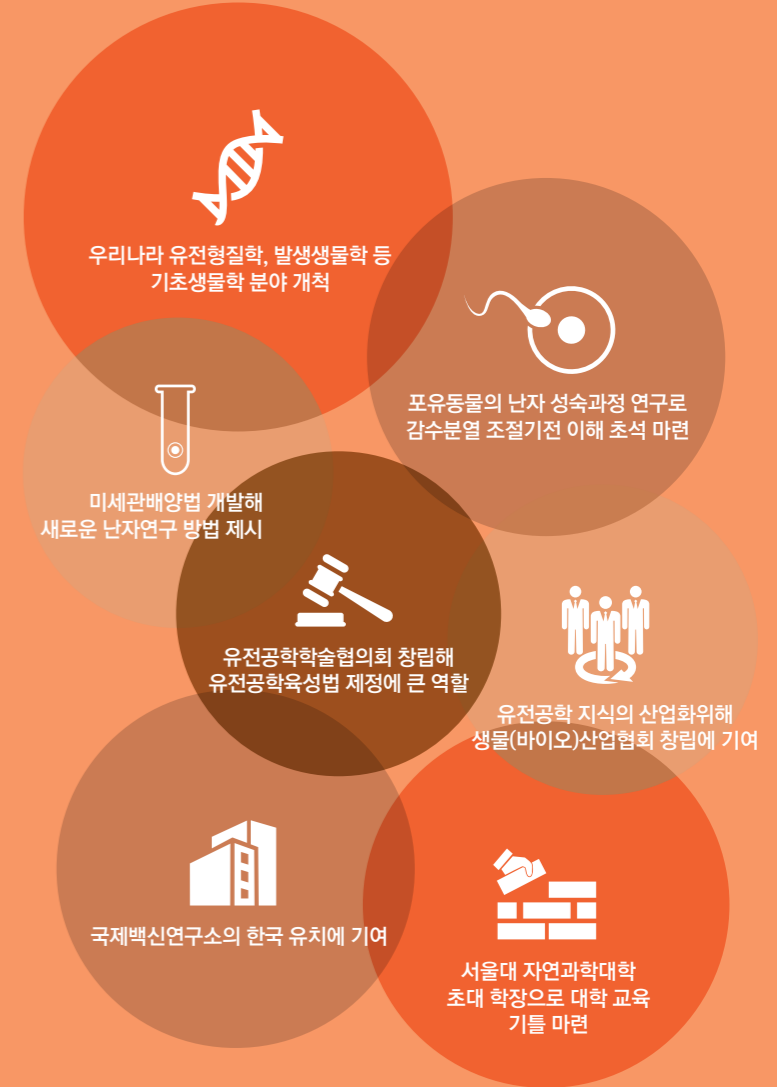 우리나라 유전형질학, 발생생물학 등
기초생물학 분야 개척
포유동물의 난자 성숙과정 연구로
감수분열 조절기전 이해 초석 마련
미세관배양법 개발해
새로운 난자연구 방법 제시
유전공학학술협의회 창립해
유전공학육성법 제정에 큰 역할
유전공학 지식의 산업화위해
생물(바이오)산업협회 창립에 기여
국제백신연구소의 한국 유치에 기여
서울대 자연과학대학
초대 학장으로 대학 교육
기틀 마련